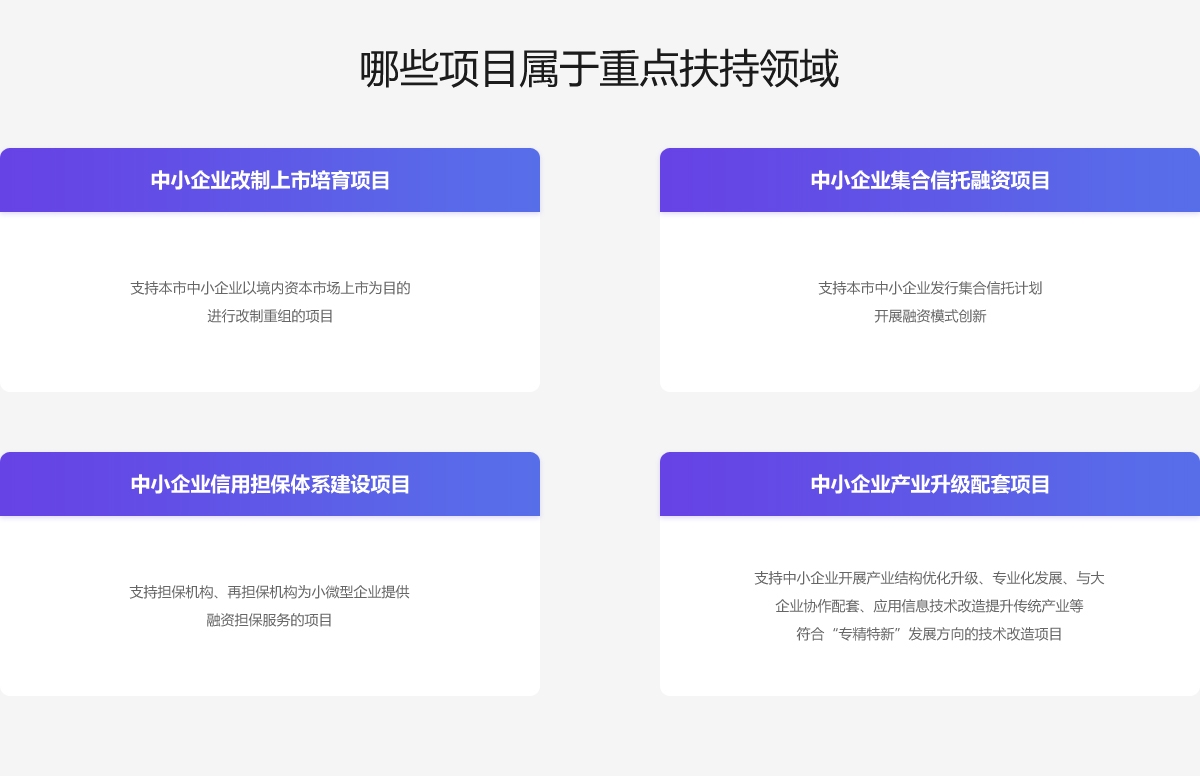 哪些项目属于重点扶持领域
中小企业改制上市培育项目
支持本市中小企业以境内资本市场上市为目的
进行改制重组的项目
中小企业集合信托融资项目
支持本市中小企业发行集合信托计划
开展融资模式创新
中小企业信用担保体系建设项目
支持担保机构、再担保机构为小微型企业提供
融资担保服务的项目
中小企业产业升级配套项目
支持中小企业开展产业结构优化升级、专业化发展、与大
企业协作配套、应用信息技术改造提升传统产业等
符合“专精特新”发展方向的技术改造项目